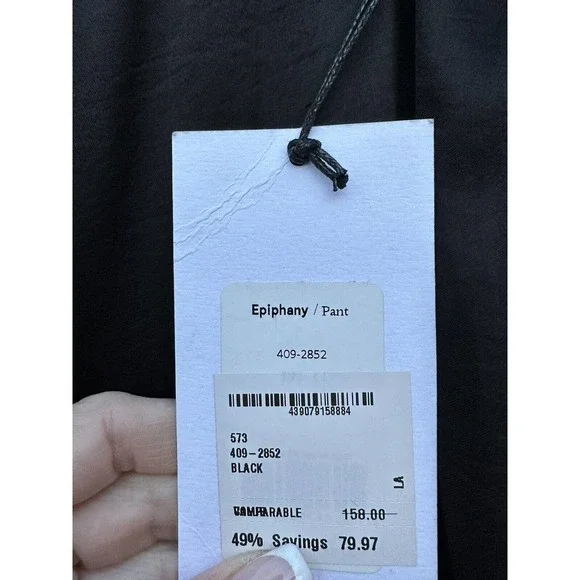 Epiphany / Pant
409-2852
439079158884
573
409-2852
BLACK
LA
COMPARABLE 158.00
49% Savings 79.97